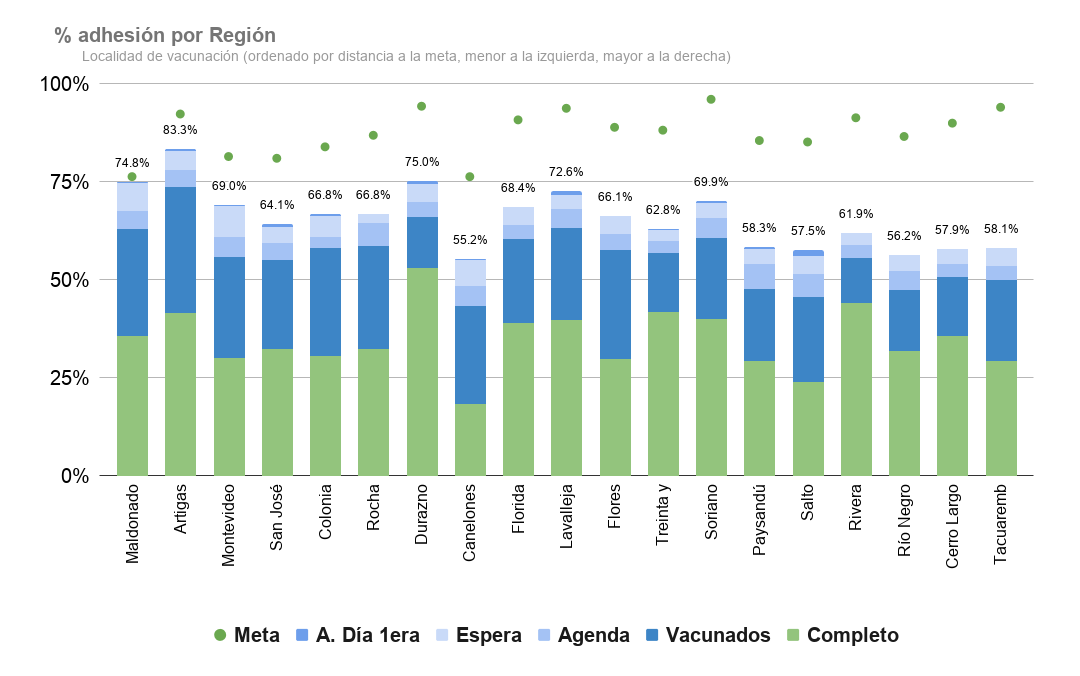 % adhesión por Región
Localidad de vacunación (ordenado por distancia a la meta, menor a la izquierda, mayor a la derecha)
100%
75%
50%
25%
0%
74.8%
83.3%
69.0%
64.1%
66.8%
66.8%
75.0%
55.2%
68.4%
72.6%
66.1%
62.8%
69.9%
58.3%
57.5%
61.9%
56.2%
57.9%
58.1%
Maldonado
Artigas
Montevideo
San José
Colonia
Rocha
Durazno
Canelones
Florida
Lavalleja
Flores
Treinta y
Soriano
Paysandú
Salto
Rivera
Río Negro
Cerro Largo
Tacuaremb
Meta A. Día 1era Espera Agenda Vacunados Completo